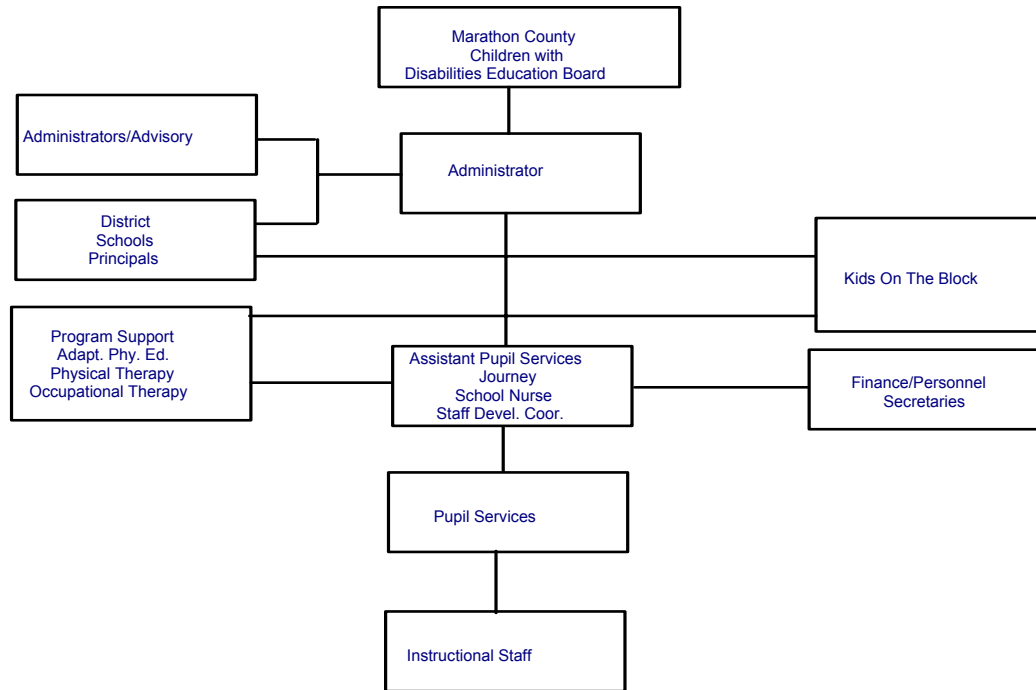 Marathon County
Children with
Disabilities Education Board
Administrators/Advisory
Administrator
District
Schools
Principals
Kids On The Block
Program Support
Adapt. Phy. Ed.
Physical Therapy
Occupational Therapy
Assistant Pupil Services
Journey
School Nurse
Staff Devel. Coor.
Finance/Personnel
Secretaries
Pupil Services
Instructional Staff